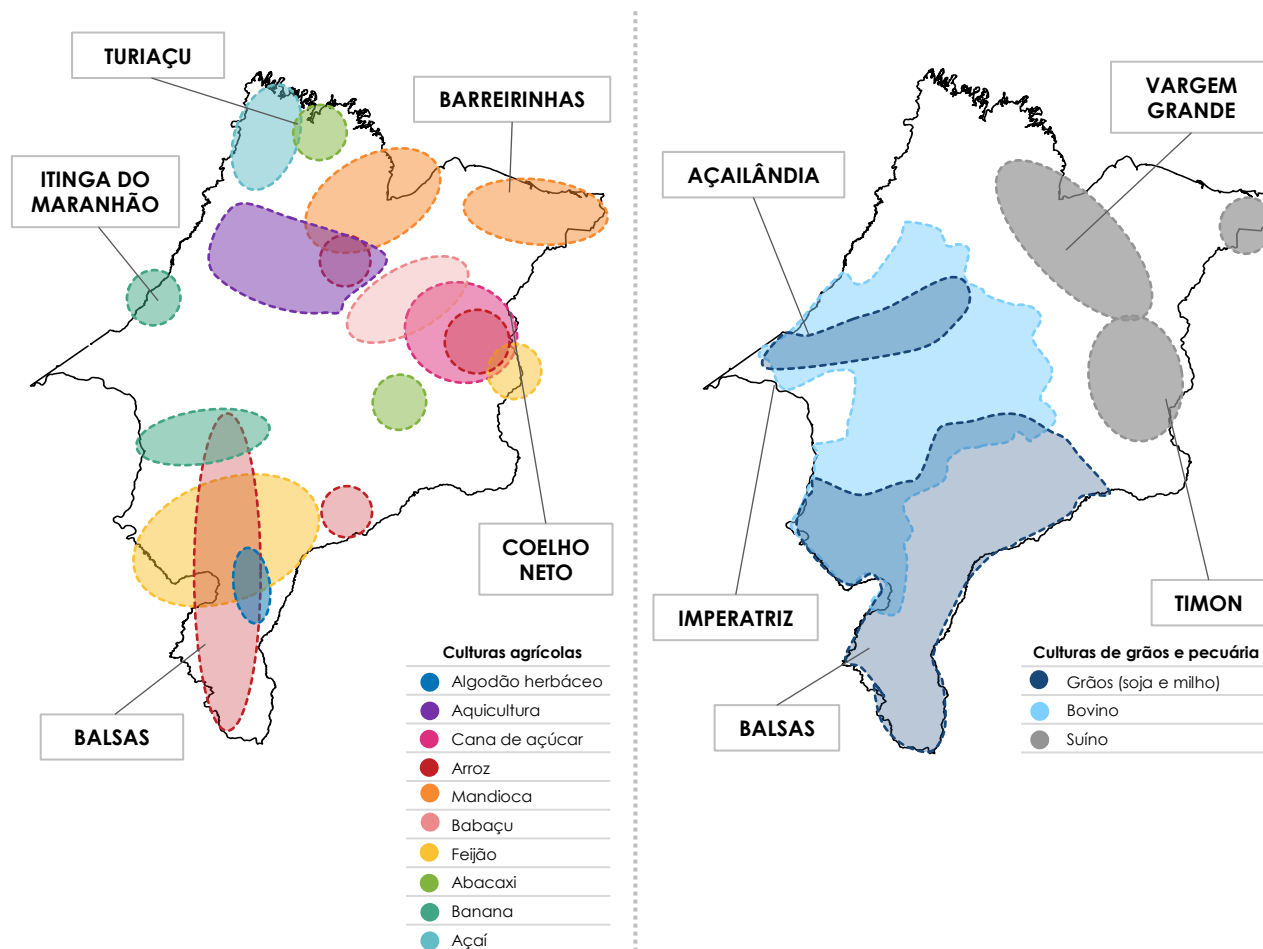 TURIAÇU
BARREIRINHAS
ITINGA DO
MARANHÃO
COELHO
NETO
BALSAS
Culturas agrícolas
Algodão herbáceo
Aquicultura
Cana de açúcar
Arroz
Mandioca
Babaçu
Feijão
Abacaxi
Banana
Açaí
VARGEM
GRANDE
AÇAILÂNDIA
IMPERATRIZ
TIMON
BALSAS
Culturas de grãos e pecuária
Grãos (soja e milho)
Bovino
Suíno